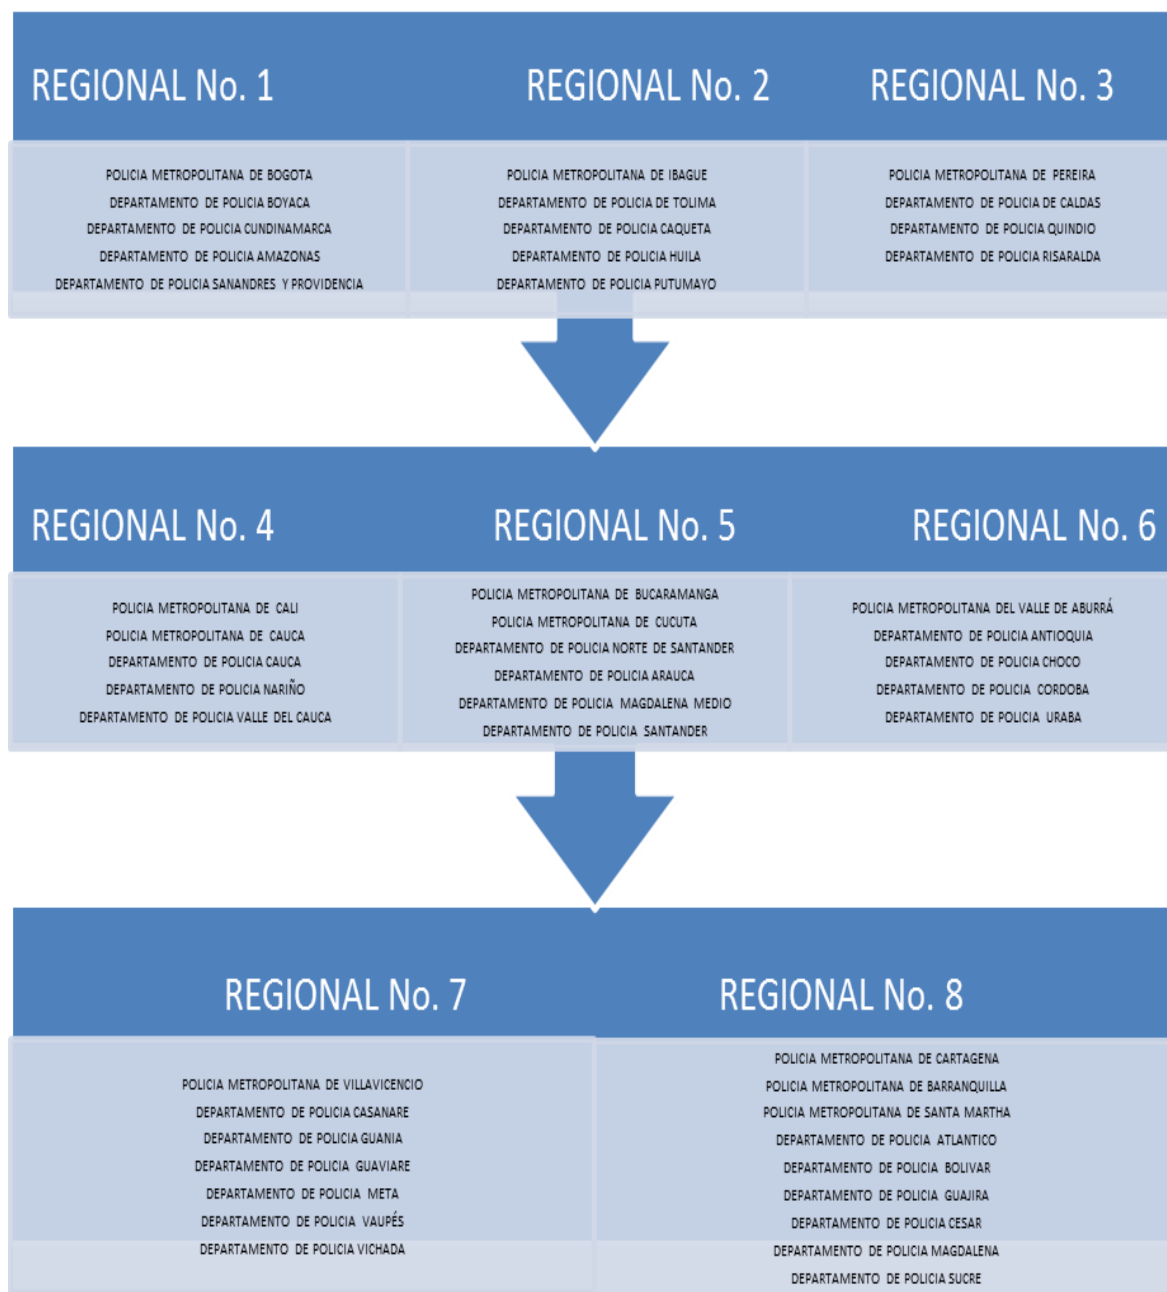 REGIONAL No. 1
REGIONAL No. 2
REGIONAL No. 3
POLICIA METROPOLITANA DE BOGOTA
DEPARTAMENTO DE POLICIA BOYACA
DEPARTAMENTO DE POLICIA CUNDINAMARCA
DEPARTAMENTO DE POLICIA AMAZONAS
DEPARTAMENTO DE POLICIA SANANDRES Y PROVIDENCIA
POLICIA METROPOLITANA DE IBAGUE
DEPARTAMENTO DE POLICIA DE TOLIMA
DEPARTAMENTO DE POLICIA CAQUETA
DEPARTAMENTO DE POLICIA HUILA
DEPARTAMENTO DE POLICIA PUTUMAYO
POLICIA METROPOLITANA DE PEREIRA
DEPARTAMENTO DE POLICIA DE CALDAS
DEPARTAMENTO DE POLICIA QUINDIO
DEPARTAMENTO DE POLICIA RISARALDA
REGIONAL No. 4
REGIONAL No. 5
REGIONAL No. 6
POLICIA METROPOLITANA DE CALI
POLICIA METROPOLITANA DE CAUCA
DEPARTAMENTO DE POLICIA CAUCA
DEPARTAMENTO DE POLICIA NARIÑO
DEPARTAMENTO DE POLICIA VALLE DEL CAUCA
POLICIA METROPOLITANA DE BUCARAMANGA
POLICIA METROPOLITANA DE CUCUTA
DEPARTAMENTO DE POLICIA NORTE DE SANTANDER
DEPARTAMENTO DE POLICIA ARAUCA
DEPARTAMENTO DE POLICIA MAGDALENA MEDIO
DEPARTAMENTO DE POLICIA SANTANDER
POLICIA METROPOLITANA DEL VALLE DE ABURRÁ
DEPARTAMENTO DE POLICIA ANTIOQUIA
DEPARTAMENTO DE POLICIA CHOCO
DEPARTAMENTO DE POLICIA CORDOBA
DEPARTAMENTO DE POLICIA URABA
REGIONAL No. 7
REGIONAL No. 8
POLICIA METROPOLITANA DE VILLAVICENCIO
DEPARTAMENTO DE POLICIA CASANARE
DEPARTAMENTO DE POLICIA GUANIA
DEPARTAMENTO DE POLICIA GUAVIARE
DEPARTAMENTO DE POLICIA META
DEPARTAMENTO DE POLICIA VAUPÉS
DEPARTAMENTO DE POLICIA VICHADA
POLICIA METROPOLITANA DE CARTAGENA
POLICIA METROPOLITANA DE BARRANQUILLA
POLICIA METROPOLITANA DE SANTA MARTHA
DEPARTAMENTO DE POLICIA ATLANTICO
DEPARTAMENTO DE POLICIA BOLIVAR
DEPARTAMENTO DE POLICIA GUAJIRA
DEPARTAMENTO DE POLICIA CESAR
DEPARTAMENTO DE POLICIA MAGDALENA
DEPARTAMENTO DE POLICIA SUCRE